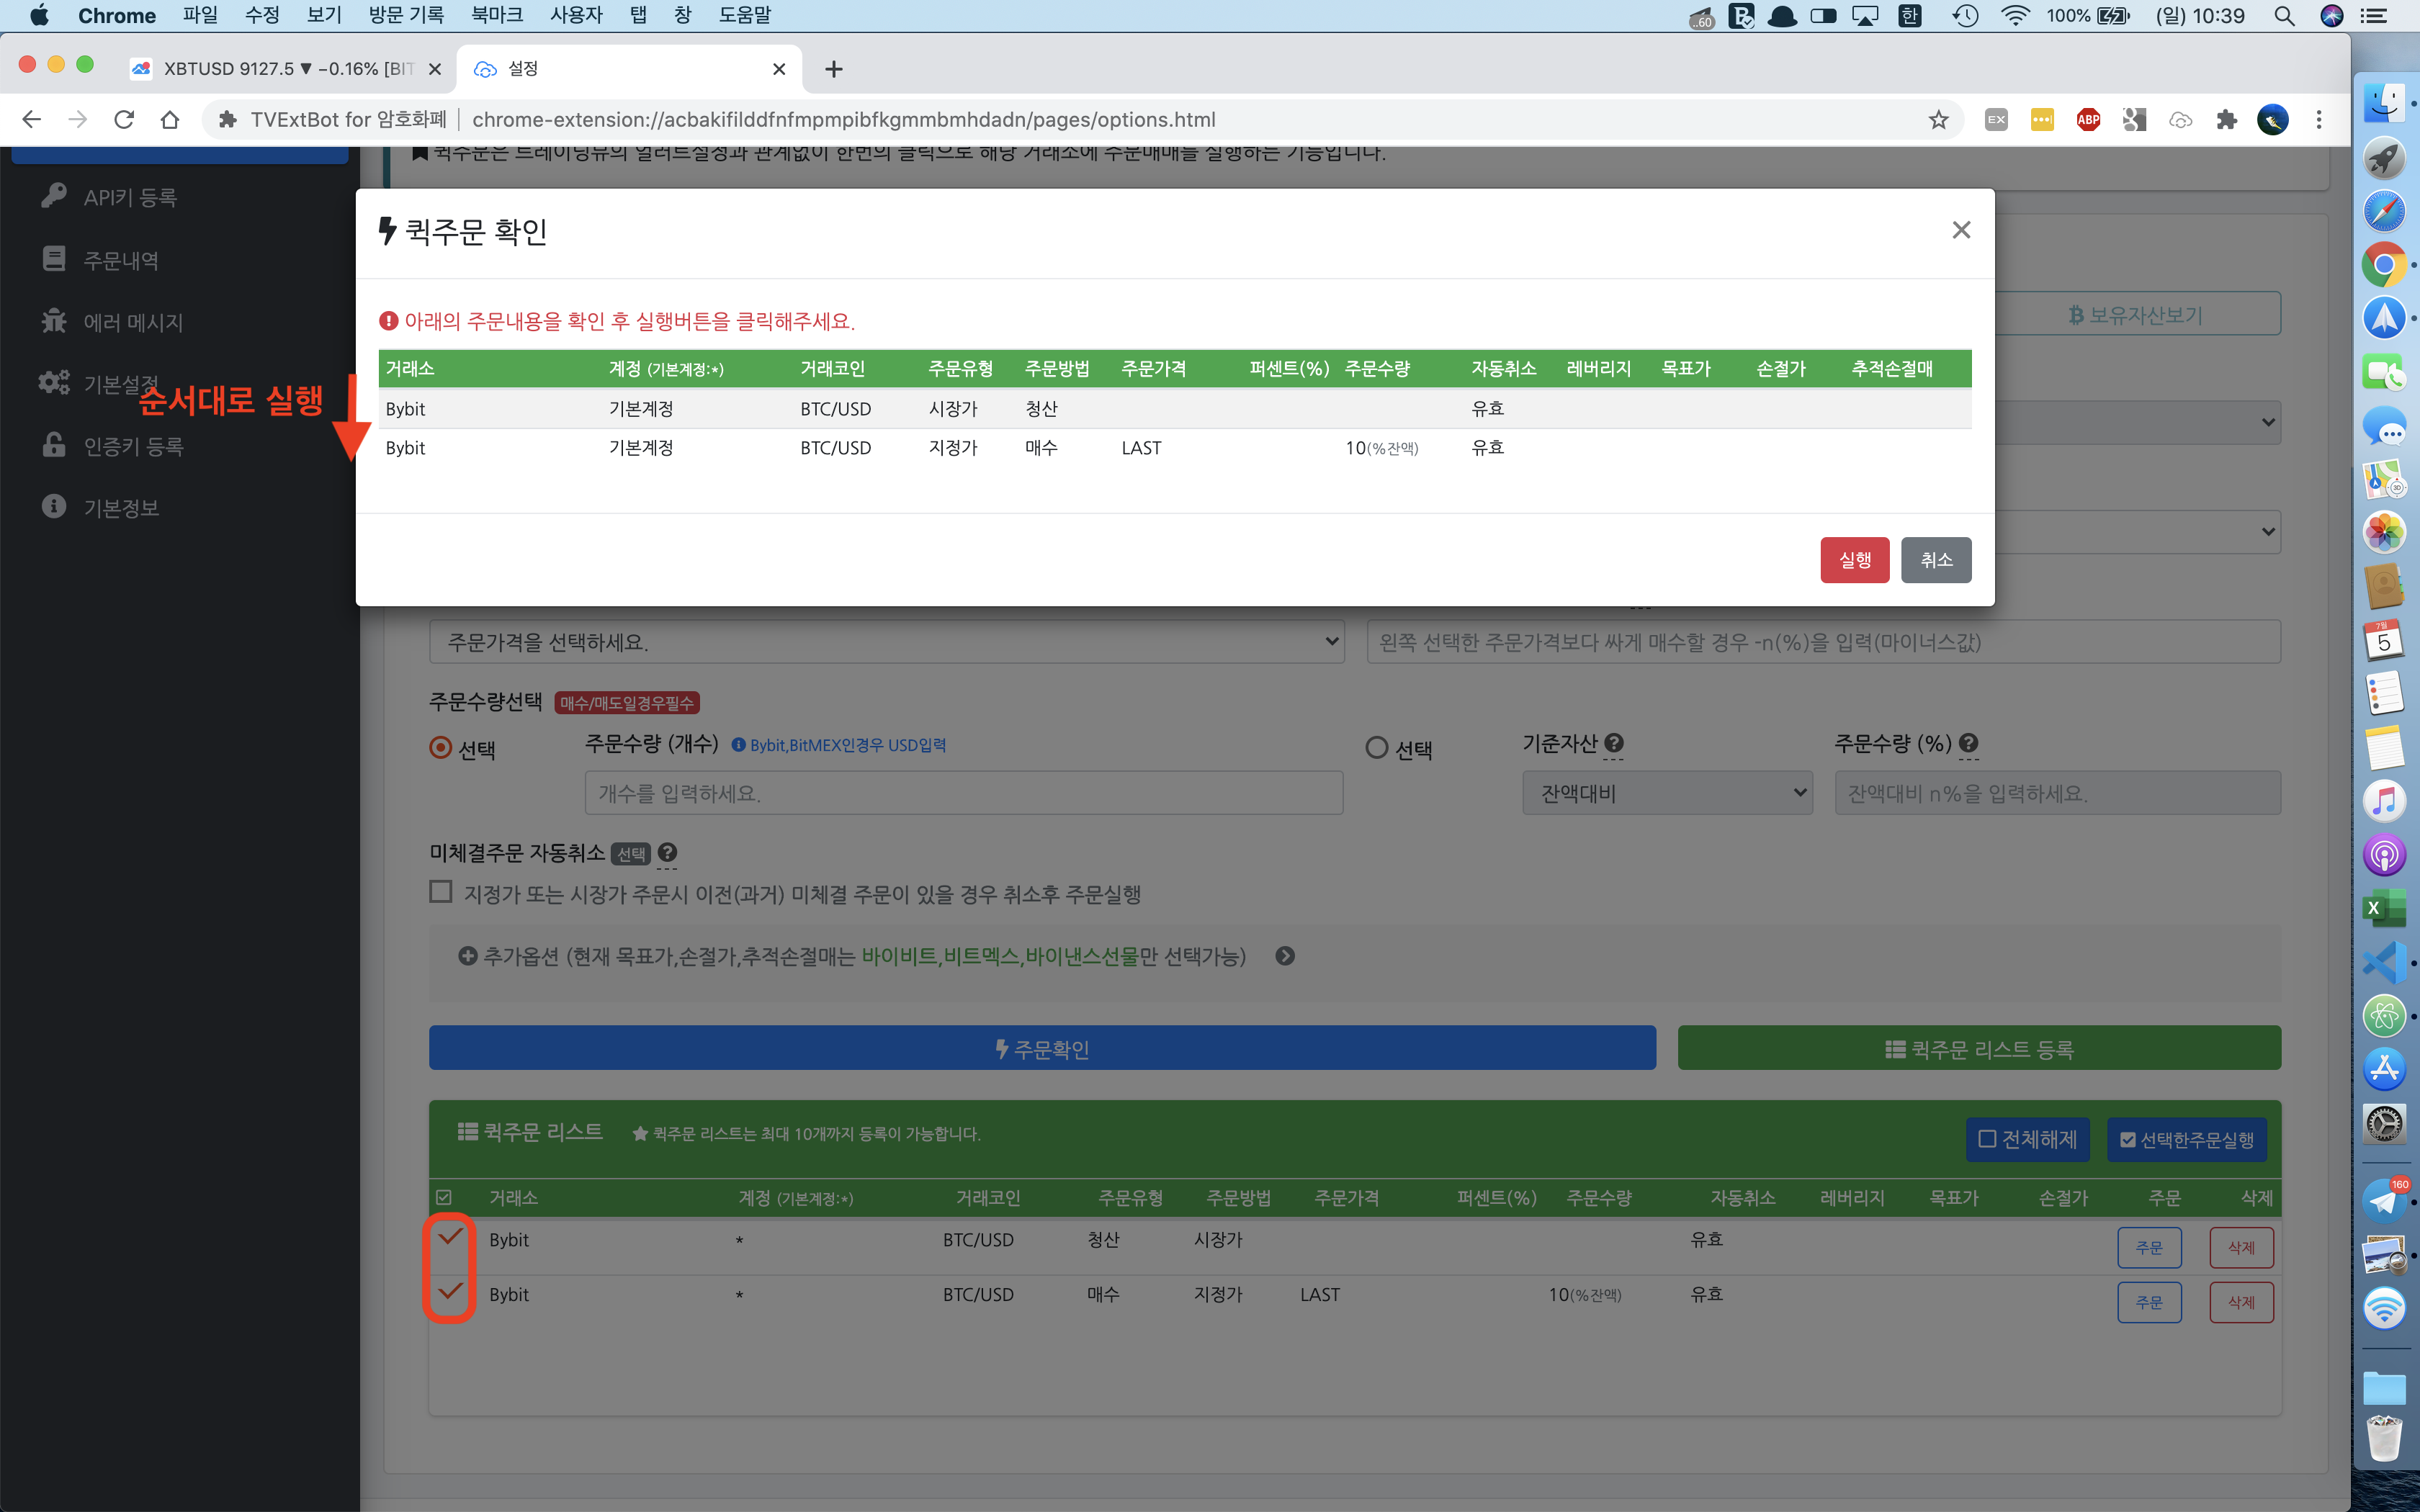 Chrome 파일 수정 보기 방문 기록 북마크 사용자 탭 창 도움말
..60 한 100% (일) 10:39
XBTUSD 9127.5 ▼ −0.16% [BIT
설정
TVExtBot for 암호화폐 chrome-extension://acbakifilddfnfmpmpibfkgmmbmhdadn/pages/options.html
EX ABP
퀵주문은 트레이딩뷰의 얼러트설정과 관계없이 한번의 클릭으로 해당 거래소에 주문매매를 실행하는 기능입니다.
API키 등록
주문내역
에러 메시지
기본설정
순서대로 실행
인증키 등록
기본정보
퀵주문 확인
보유자산보기
아래의 주문내용을 확인 후 실행버튼을 클릭해주세요.
거래소 계정 (기본계정:*) 거래코인 주문유형 주문방법 주문가격 퍼센트(%) 주문수량 자동취소 레버리지 목표가 손절가 추적손절매
Bybit 기본계정 BTC/USD 시장가 청산 유효
Bybit 기본계정 BTC/USD 지정가 매수 LAST 10(%잔액) 유효
실행 취소
주문가격을 선택하세요. 왼쪽 선택한 주문가격보다 싸게 매수할 경우 -n(%)을 입력(마이너스값)
주문수량선택 매수/매도일경우필수
선택 주문수량 (개수) Bybit,BitMEX인경우 USD입력 선택 기준자산 주문수량 (%)
개수를 입력하세요. 잔액대비 잔액대비 n%을 입력하세요.
미체결주문 자동취소 선택
지정가 또는 시장가 주문시 이전(과거) 미체결 주문이 있을 경우 취소후 주문실행
추가옵션 (현재 목표가,손절가,추적손절매는 바이비트,비트멕스,바이낸스선물만 선택가능)
주문확인 퀵주문 리스트 등록
퀵주문 리스트 퀵주문 리스트는 최대 10개까지 등록이 가능합니다. 전체해제 선택한주문실행
거래소 계정 (기본계정:*) 거래코인 주문유형 주문방법 주문가격 퍼센트(%) 주문수량 자동취소 레버리지 목표가 손절가 주문 삭제
Bybit * BTC/USD 청산 시장가 유효 주문 삭제
Bybit * BTC/USD 매수 지정가 LAST 10(%잔액) 유효 주문 삭제
3D
7월
5
X
160